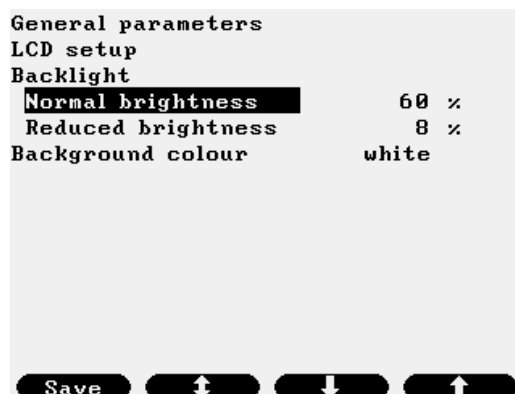 General parameters
LCD setup
Backlight
Normal brightness 60 %
Reduced brightness 8 %
Background colour white
Save ↕ ↓ ↑